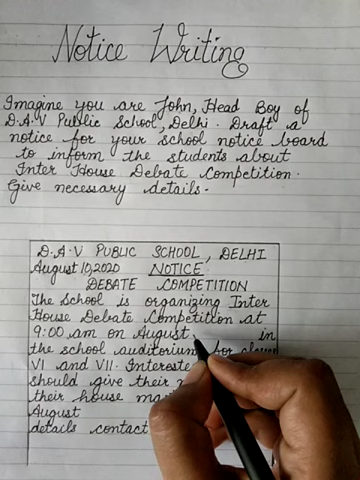 Notice Writing
Imagine you are John, Head Boy of
D.A.V Public School, Delhi. Draft a
notice for your school notice board
to inform the students about
Inter House Debate Competition.
Give necessary details.
D.A.V PUBLIC SCHOOL, DELHI
August 10,2020 NOTICE
DEBATE COMPETITION
The School is organizing Inter
House Debate Competition at
9:00 am on August in
the school auditorium for
VI and VII.
should give their
their house
August
details contact